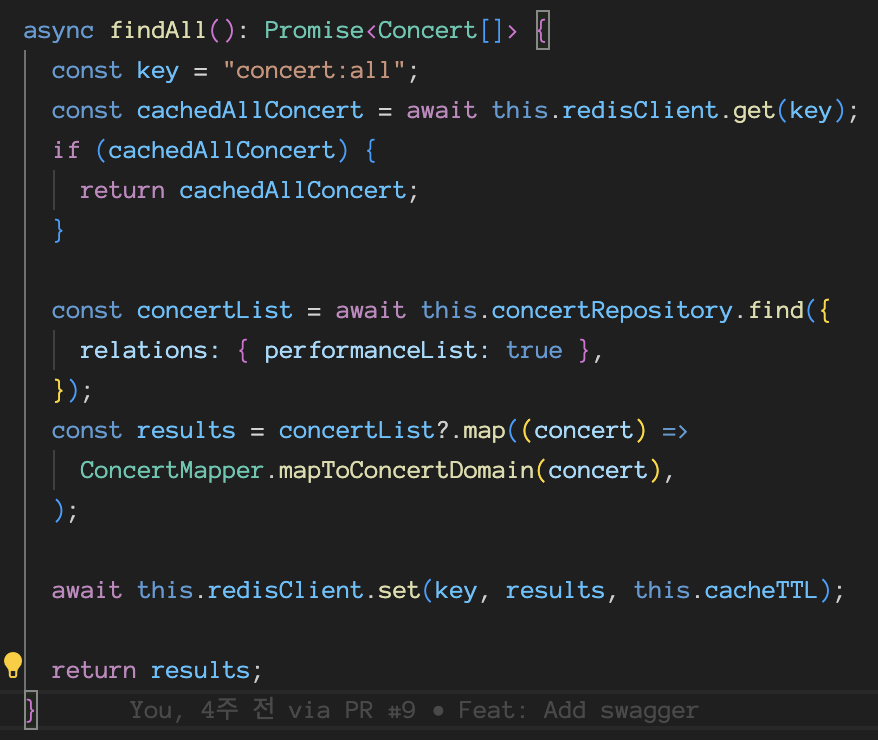 async findAll(): Promise<Concert[]> {
const key = "concert:all";
const cachedAllConcert = await this.redisClient.get(key);
if (cachedAllConcert) {
return cachedAllConcert;
}
const concertList = await this.concertRepository.find({
relations: { performanceList: true },
});
const results = concertList?.map((concert) =>
ConcertMapper.mapToConcertDomain(concert),
);
await this.redisClient.set(key, results, this.cacheTTL);
return results;
} You, 4주 전 via PR #9 • Feat: Add swagger